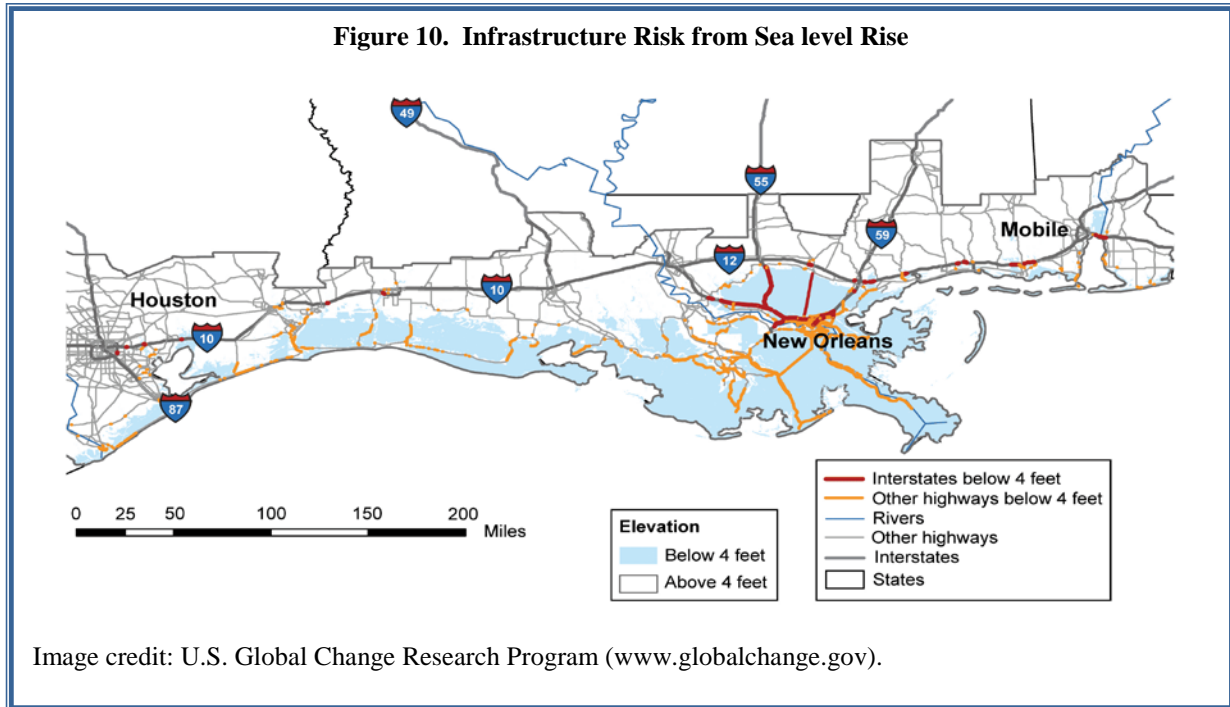 Figure 10.  Infrastructure Risk from Sea level Rise
49
55
59
Mobile
12
Houston
10
10
New Orleans
87
0 25 50 100 150 200
Miles
Elevation
Below 4 feet
Above 4 feet
Interstates below 4 feet
Other highways below 4 feet
Rivers
Other highways
Interstates
States
Image credit: U.S. Global Change Research Program (www.globalchange.gov).